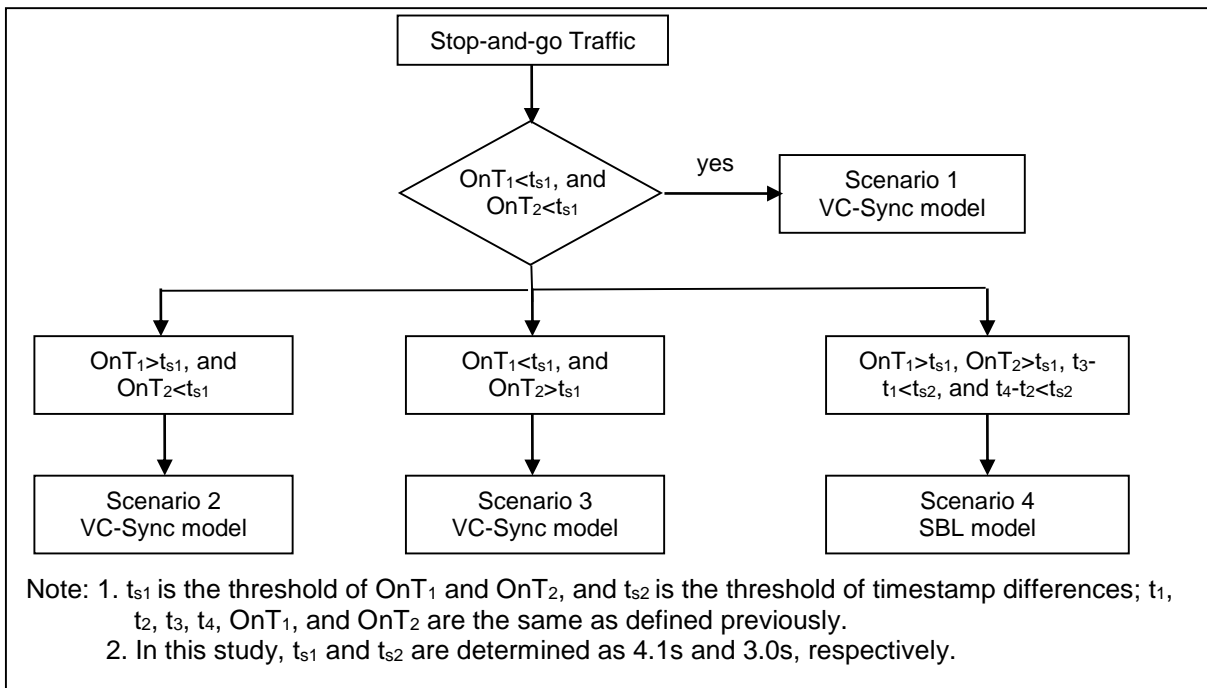 Stop-and-go Traffic
OnT₁<tₛ₁, and
OnT₂<tₛ₁
yes
Scenario 1
VC-Sync model
OnT₁>tₛ₁, and
OnT₂<tₛ₁
OnT₁<tₛ₁, and
OnT₂>tₛ₁
OnT₁>tₛ₁, OnT₂>tₛ₁, t₃-
t₁<tₛ₂, and t₄-t₂<tₛ₂
Scenario 2
VC-Sync model
Scenario 3
VC-Sync model
Scenario 4
SBL model
Note: 1. tₛ₁ is the threshold of OnT₁ and OnT₂, and tₛ₂ is the threshold of timestamp differences; t₁,
t₂, t₃, t₄, OnT₁, and OnT₂ are the same as defined previously.
2. In this study, tₛ₁ and tₛ₂ are determined as 4.1s and 3.0s, respectively.